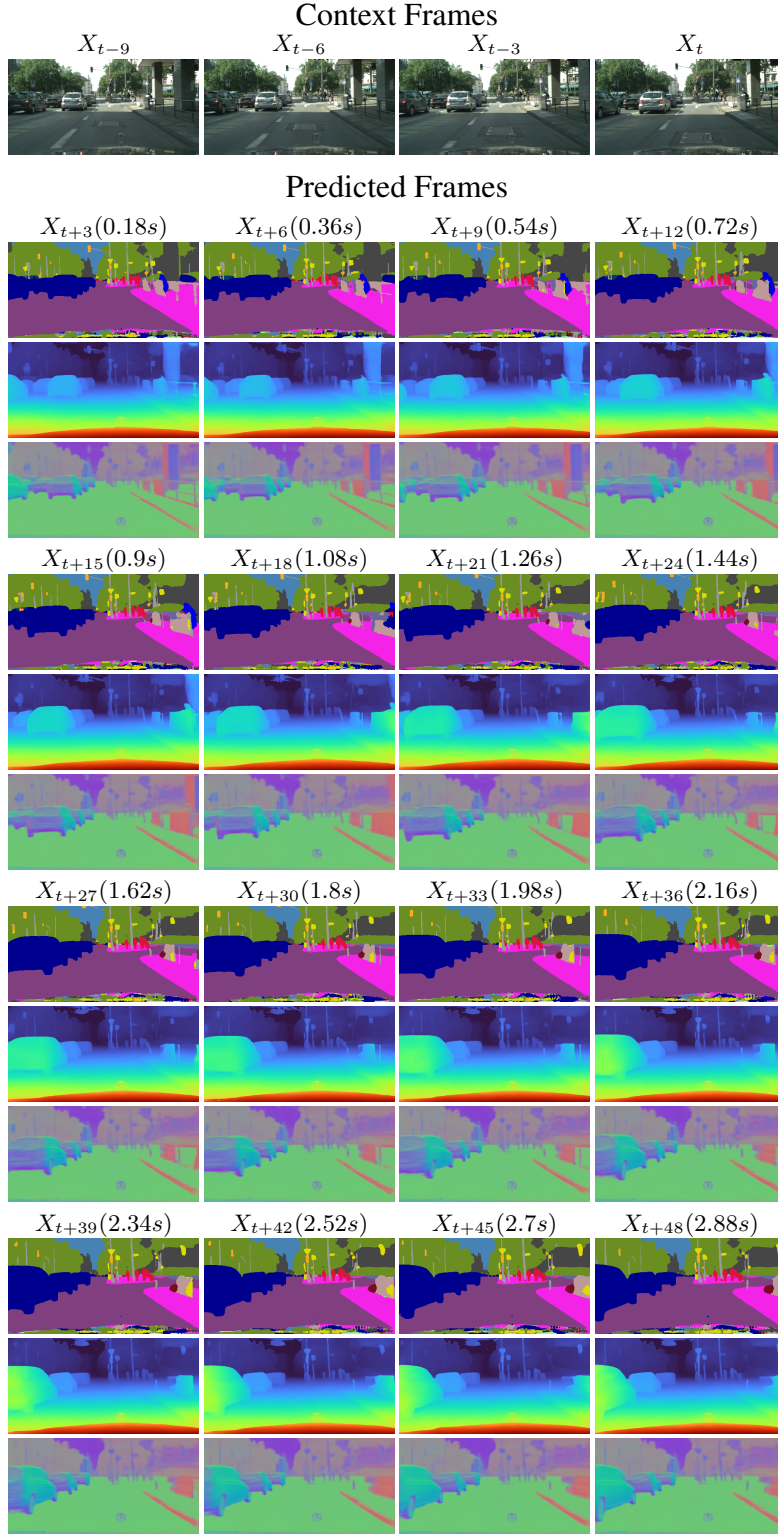 Context Frames
X_{t−9} X_{t−6} X_{t−3} X_t
Predicted Frames
X_{t+3}(0.18s) X_{t+6}(0.36s) X_{t+9}(0.54s) X_{t+12}(0.72s)
X_{t+15}(0.9s) X_{t+18}(1.08s) X_{t+21}(1.26s) X_{t+24}(1.44s)
X_{t+27}(1.62s) X_{t+30}(1.8s) X_{t+33}(1.98s) X_{t+36}(2.16s)
X_{t+39}(2.34s) X_{t+42}(2.52s) X_{t+45}(2.7s) X_{t+48}(2.88s)